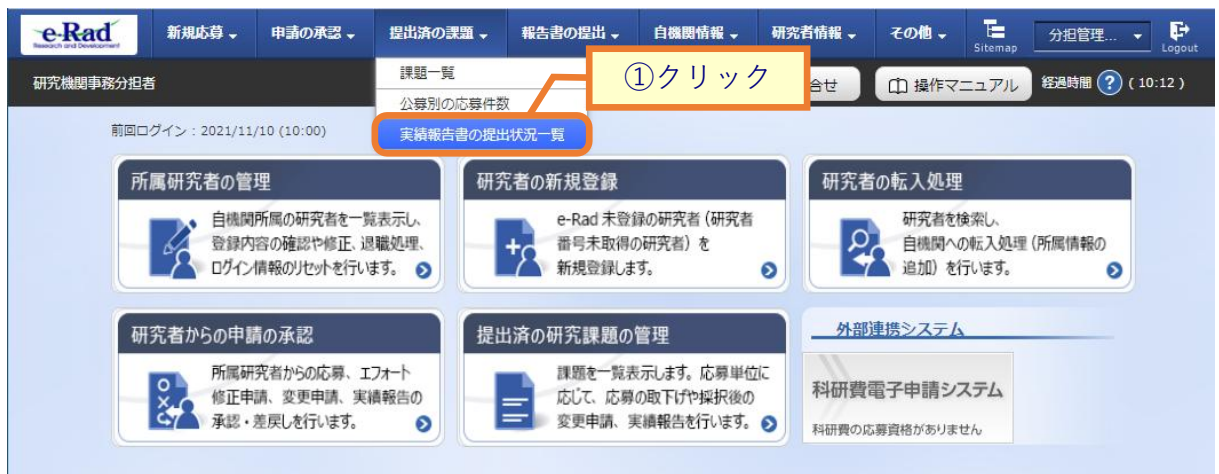 e-Rad
Research and Development
新規応募
申請の承認
提出済の課題
報告書の提出
自機関情報
研究者情報
その他
Sitemap
分担管理...
Logout
研究機関事務分担者
課題一覧
①クリック
合せ
操作マニュアル
経過時間 ? ( 10:12 )
公募別の応募件数
前回ログイン : 2021/11/10 (10:00)
実績報告書の提出状況一覧
所属研究者の管理
自機関所属の研究者を一覧表示し、
登録内容の確認や修正、退職処理、
ログイン情報のリセットを行います。
研究者の新規登録
e-Rad 未登録の研究者（研究者
番号未取得の研究者）を
新規登録します。
研究者の転入処理
研究者を検索し、
自機関への転入処理（所属情報の
追加）を行います。
研究者からの申請の承認
所属研究者からの応募、エフォート
修正申請、変更申請、実績報告の
承認・差戻しを行います。
提出済の研究課題の管理
課題を一覧表示します。応募単位に
応じて、応募の取下げや採択後の
変更申請、実績報告を行います。
外部連携システム
科研費電子申請システム
科研費の応募資格がありません